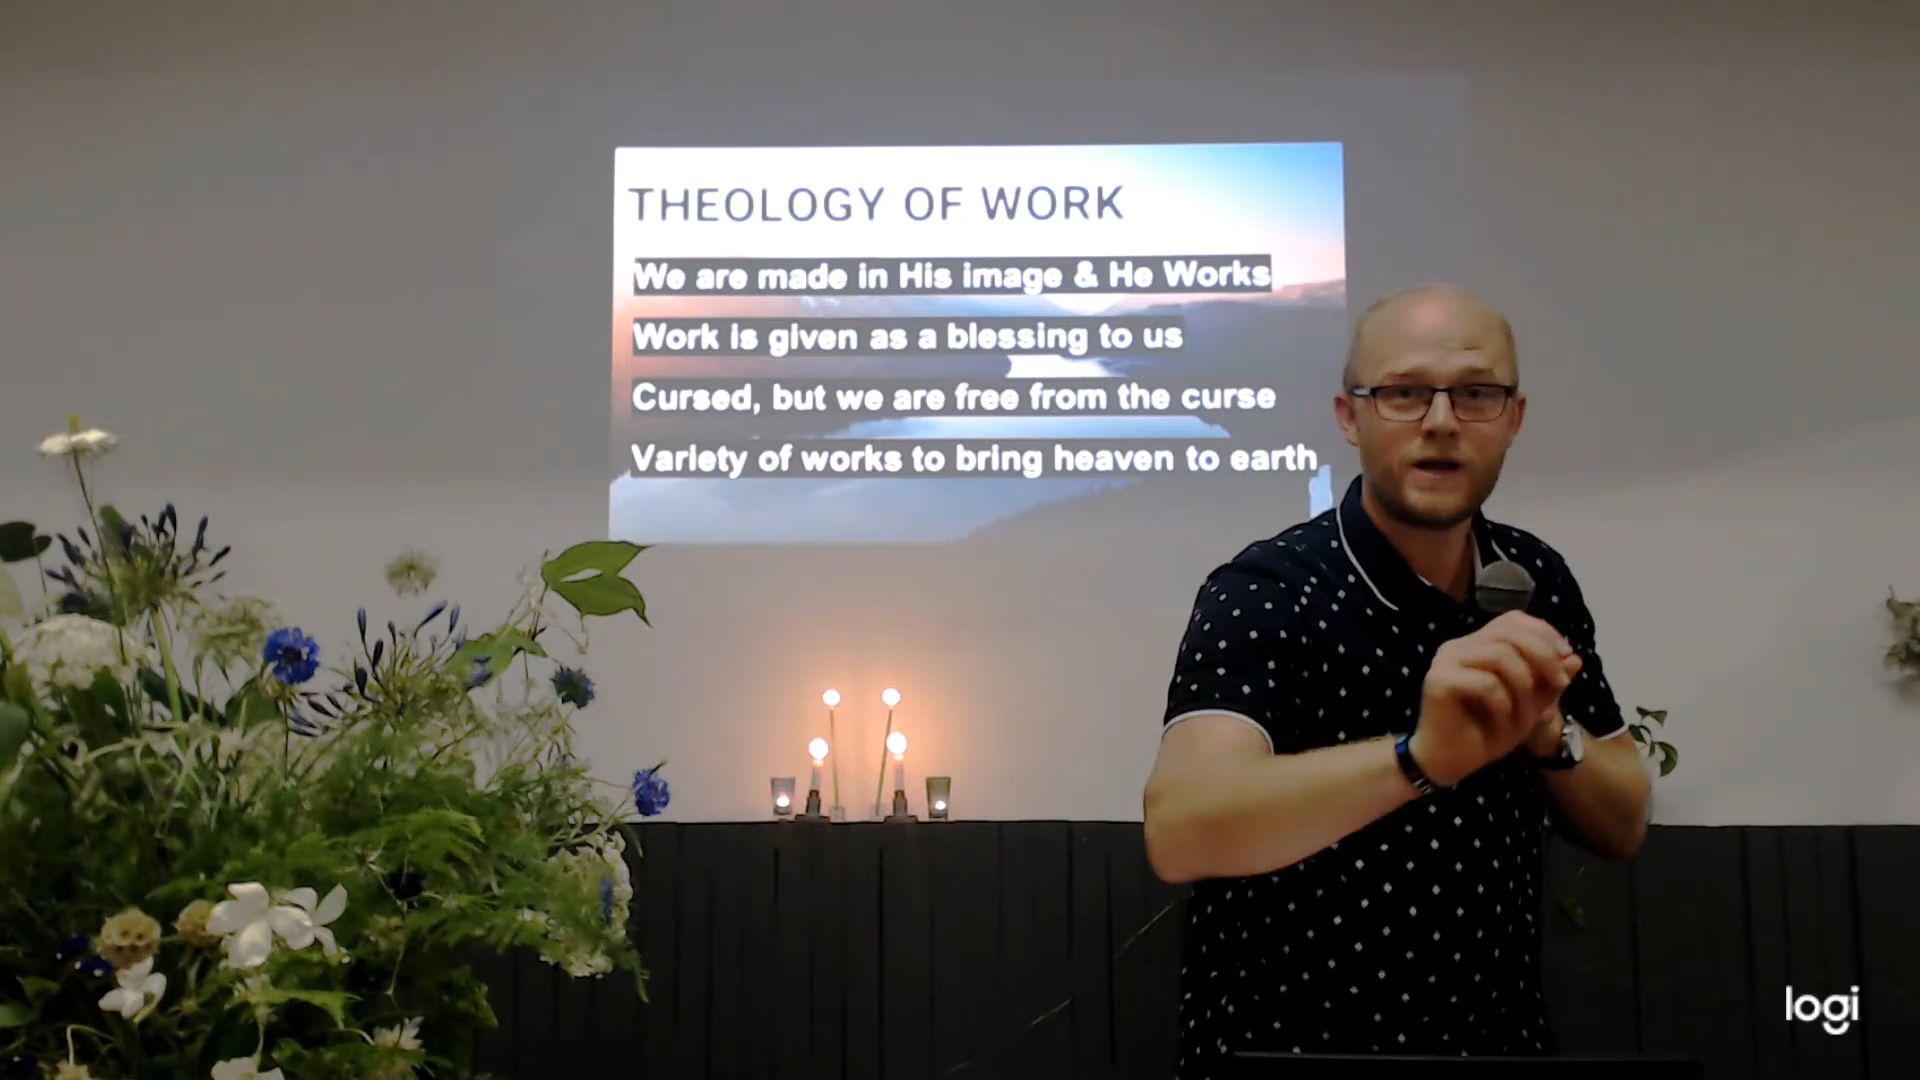 THEOLOGY OF WORK
We are made in His image & He Works
Work is given as a blessing to us
Cursed, but we are free from the curse
Variety of works to bring heaven to earth
logi